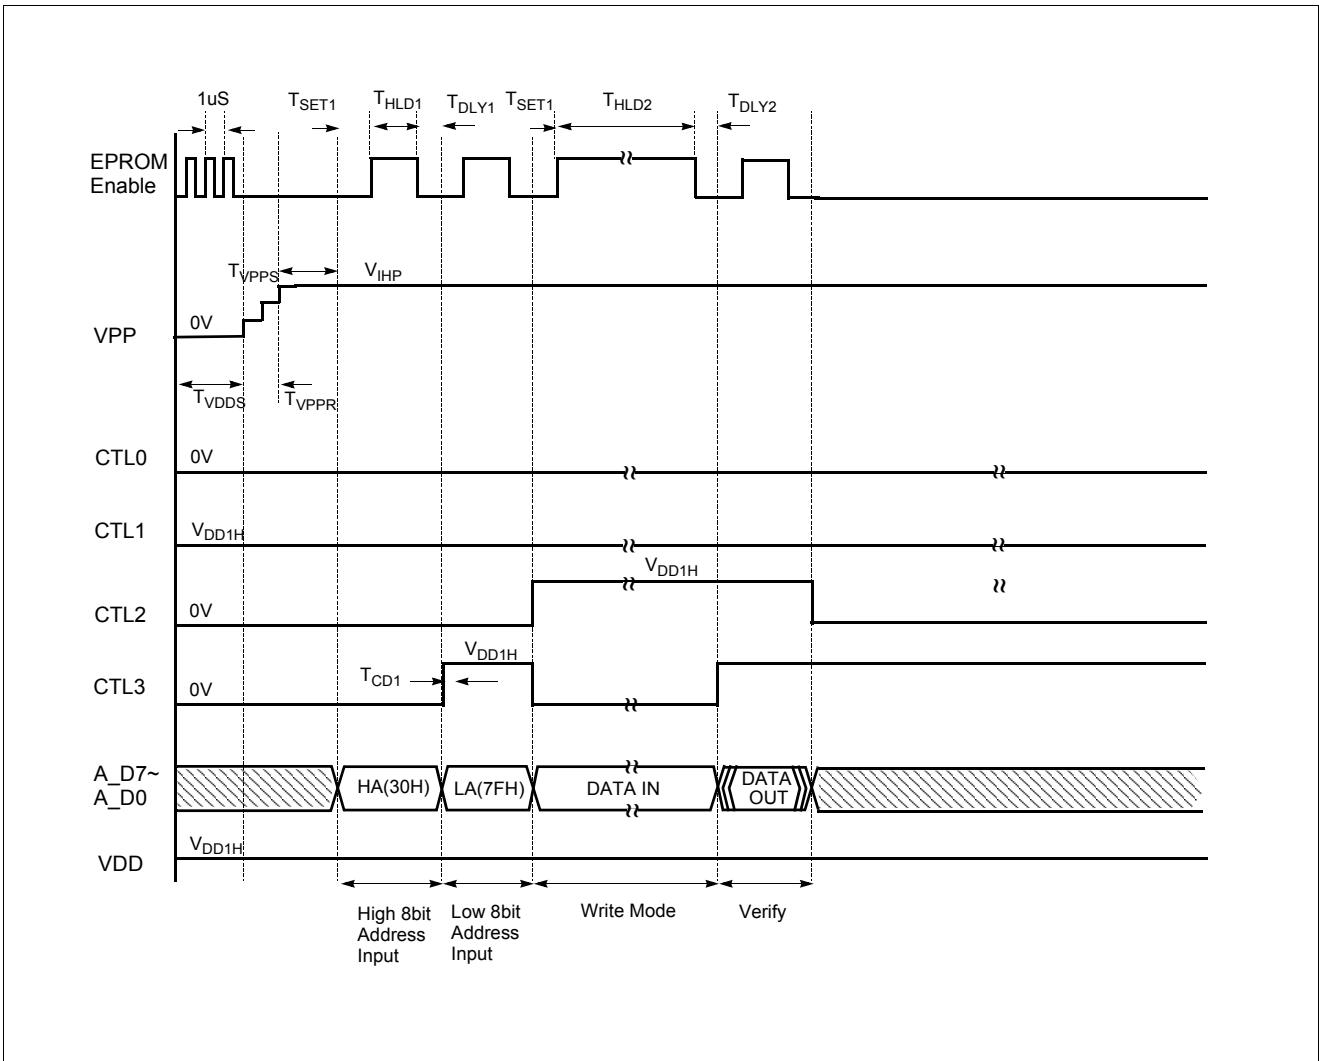 1uS
TSET1
THLD1
TDLY1
TSET1
THLD2
TDLY2
EPROM
Enable
TVPPS
VIHP
0V
VPP
TVDDS
TVPPR
CTL0
0V
CTL1
VDD1H
VDD1H
CTL2
0V
VDD1H
TCD1
CTL3
0V
A_D7~
A_D0
HA(30H)
LA(7FH)
DATA IN
DATA
OUT
VDD1H
VDD
High 8bit
Address
Input
Low 8bit
Address
Input
Write Mode
Verify